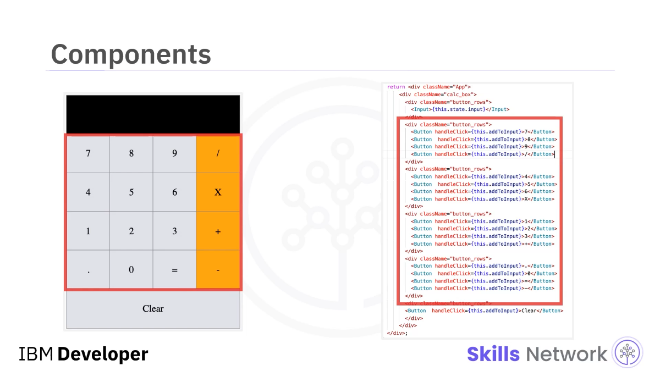 Components
7 8 9 /
4 5 6 X
1 2 3 +
. 0 = -
Clear
return <div className="App">
<div className="calc_box">
<div className="button_rows">
<Input>{this.state.input}</Input>
</div>
<div className="button_rows">
<Button handleClick={this.addToInput}>7</Button>
<Button handleClick={this.addToInput}>8</Button>
<Button handleClick={this.addToInput}>9</Button>
<Button handleClick={this.addToInput}>/</Button>
</div>
<div className="button_rows">
<Button handleClick={this.addToInput}>4</Button>
<Button handleClick={this.addToInput}>5</Button>
<Button handleClick={this.addToInput}>6</Button>
<Button handleClick={this.addToInput}>X</Button>
</div>
<div className="button_rows">
<Button handleClick={this.addToInput}>1</Button>
<Button handleClick={this.addToInput}>2</Button>
<Button handleClick={this.addToInput}>3</Button>
<Button handleClick={this.addToInput}>+</Button>
</div>
<div className="button_rows">
<Button handleClick={this.addToInput}>.</Button>
<Button handleClick={this.addToInput}>0</Button>
<Button handleClick={this.addToInput}>=</Button>
<Button handleClick={this.addToInput}>-</Button>
</div>
<div className="button_rows">
<Button handleClick={this.addToInput}>Clear</Button>
</div>
</div>
</div>;
IBM Developer
Skills Network